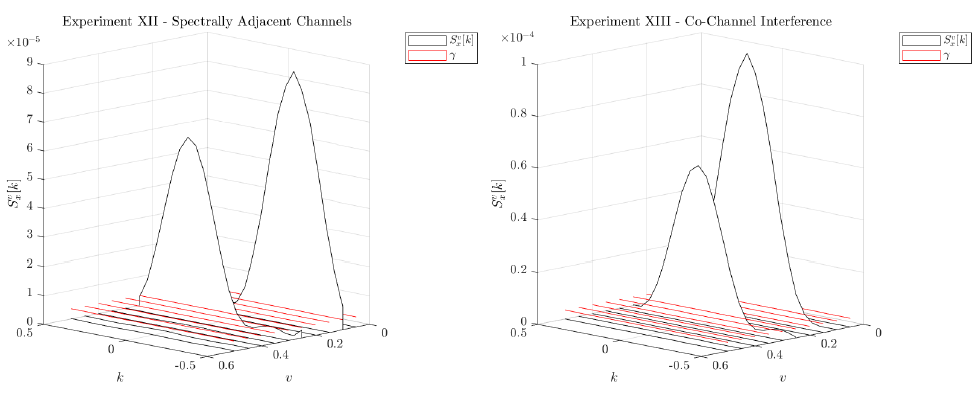 Experiment XII - Spectrally Adjacent Channels
×10⁻⁵
S_x^v[k]
γ
9
8
7
6
5
4
3
2
1
0
S_x^v[k]
0.5
0
-0.5
k
0.6
0.4
0.2
0
v
Experiment XIII - Co-Channel Interference
×10⁻⁴
S_x^v[k]
γ
1
0.8
0.6
0.4
0.2
0
S_x^v[k]
0.5
0
-0.5
k
0.6
0.4
0.2
0
v